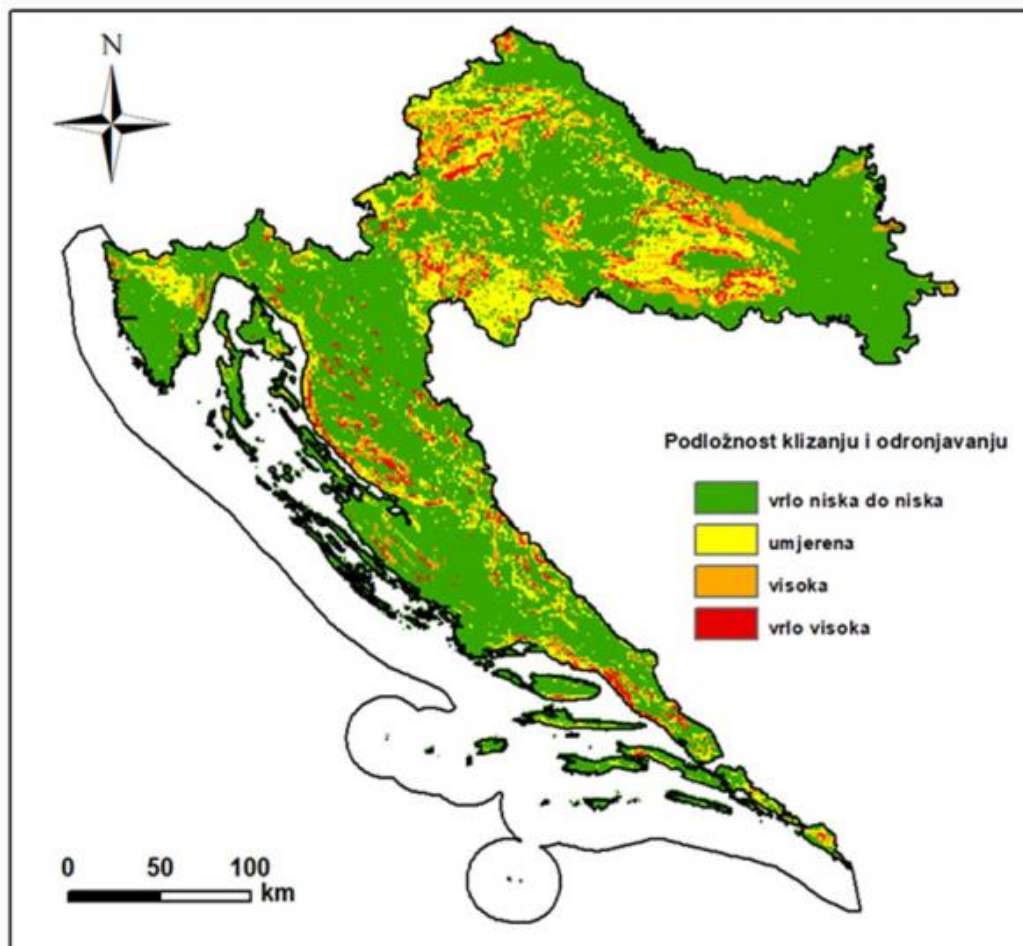 N
Podložnost klizanju i odronjavanju
vrlo niska do niska
umjerena
visoka
vrlo visoka
0 50 100
km